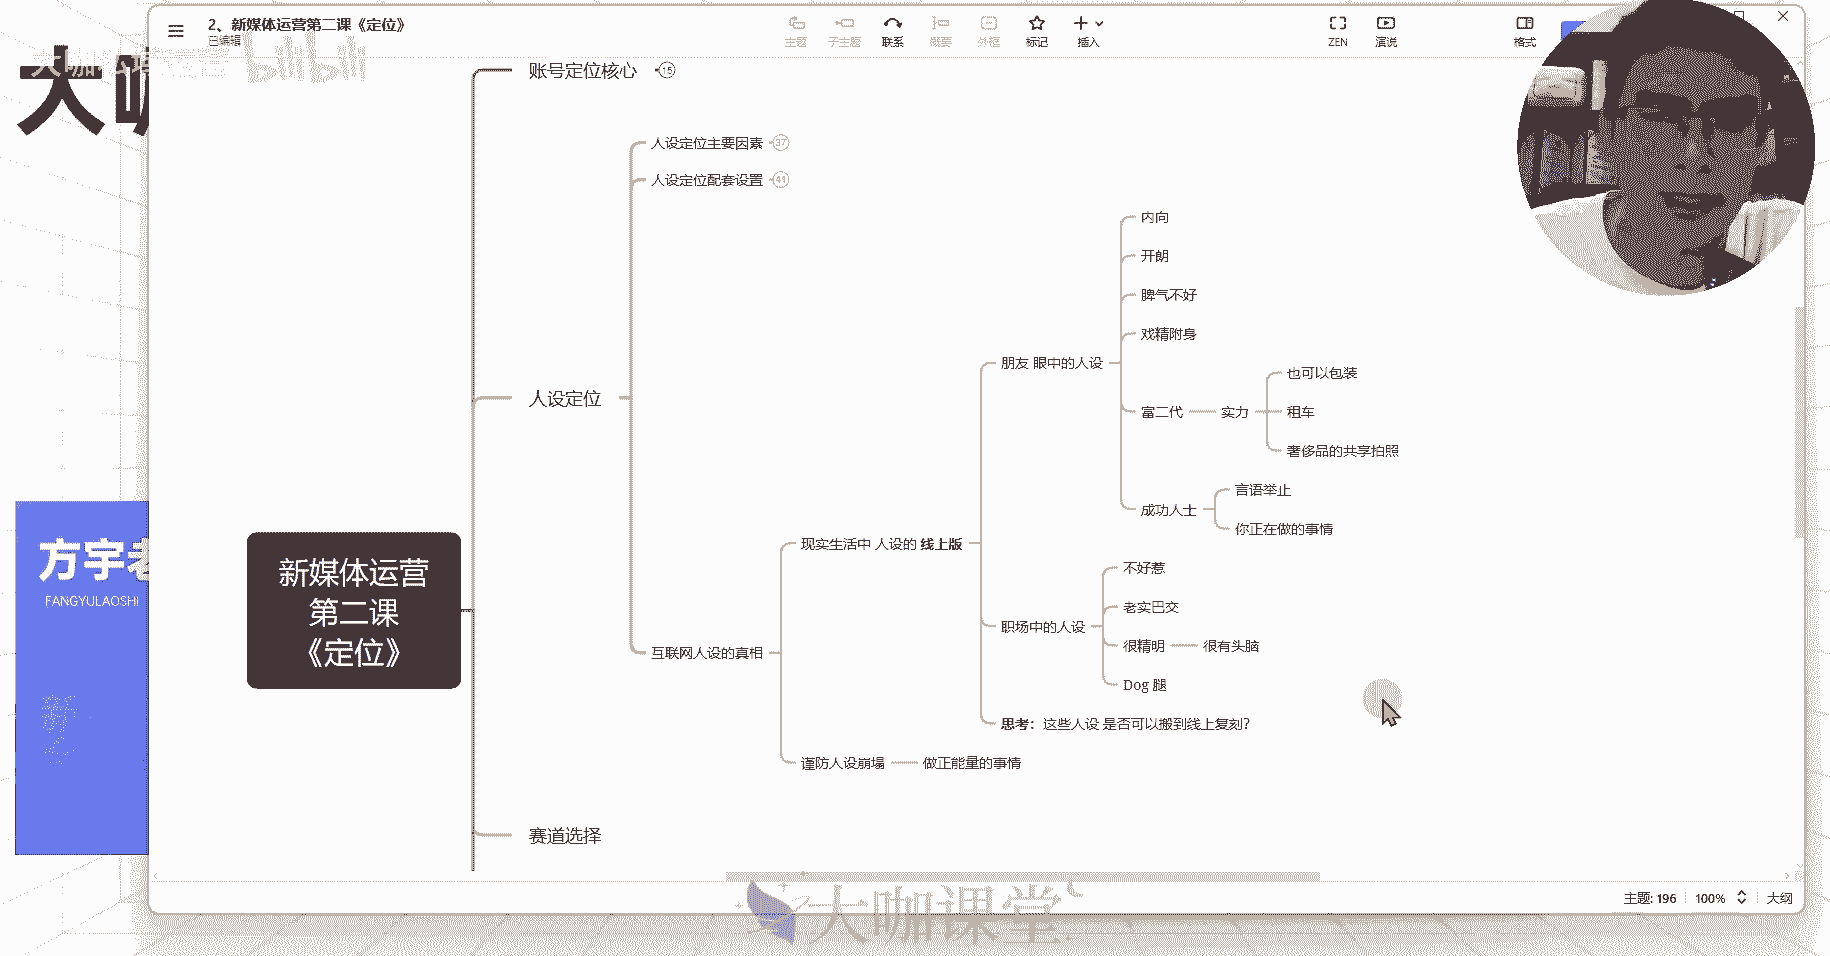 2、新媒体运营第二课《定位》
已编辑
主题
子主题
联系
概要
外框
标记
插入
ZEN
演说
格式
bilibili
大咖
账号定位核心
15
人设定位主要因素
37
人设定位配套设置
41
内向
开朗
脾气不好
戏精附身
朋友 眼中的人设
也可以包装
人设定位
富二代
实力
租车
奢侈品的共享拍照
言语举止
成功人士
你正在做的事情
现实生活中 人设的 线上版
不好惹
方宇老
FANGYULAOSHI
新媒体运营
第二课
《定位》
老实巴交
职场中的人设
很精明
很有头脑
互联网人设的真相
Dog 腿
思考：这些人设 是否可以搬到线上复刻?
谨防人设崩塌
做正能量的事情
赛道选择
主题: 196
100%
大纲
大咖课堂